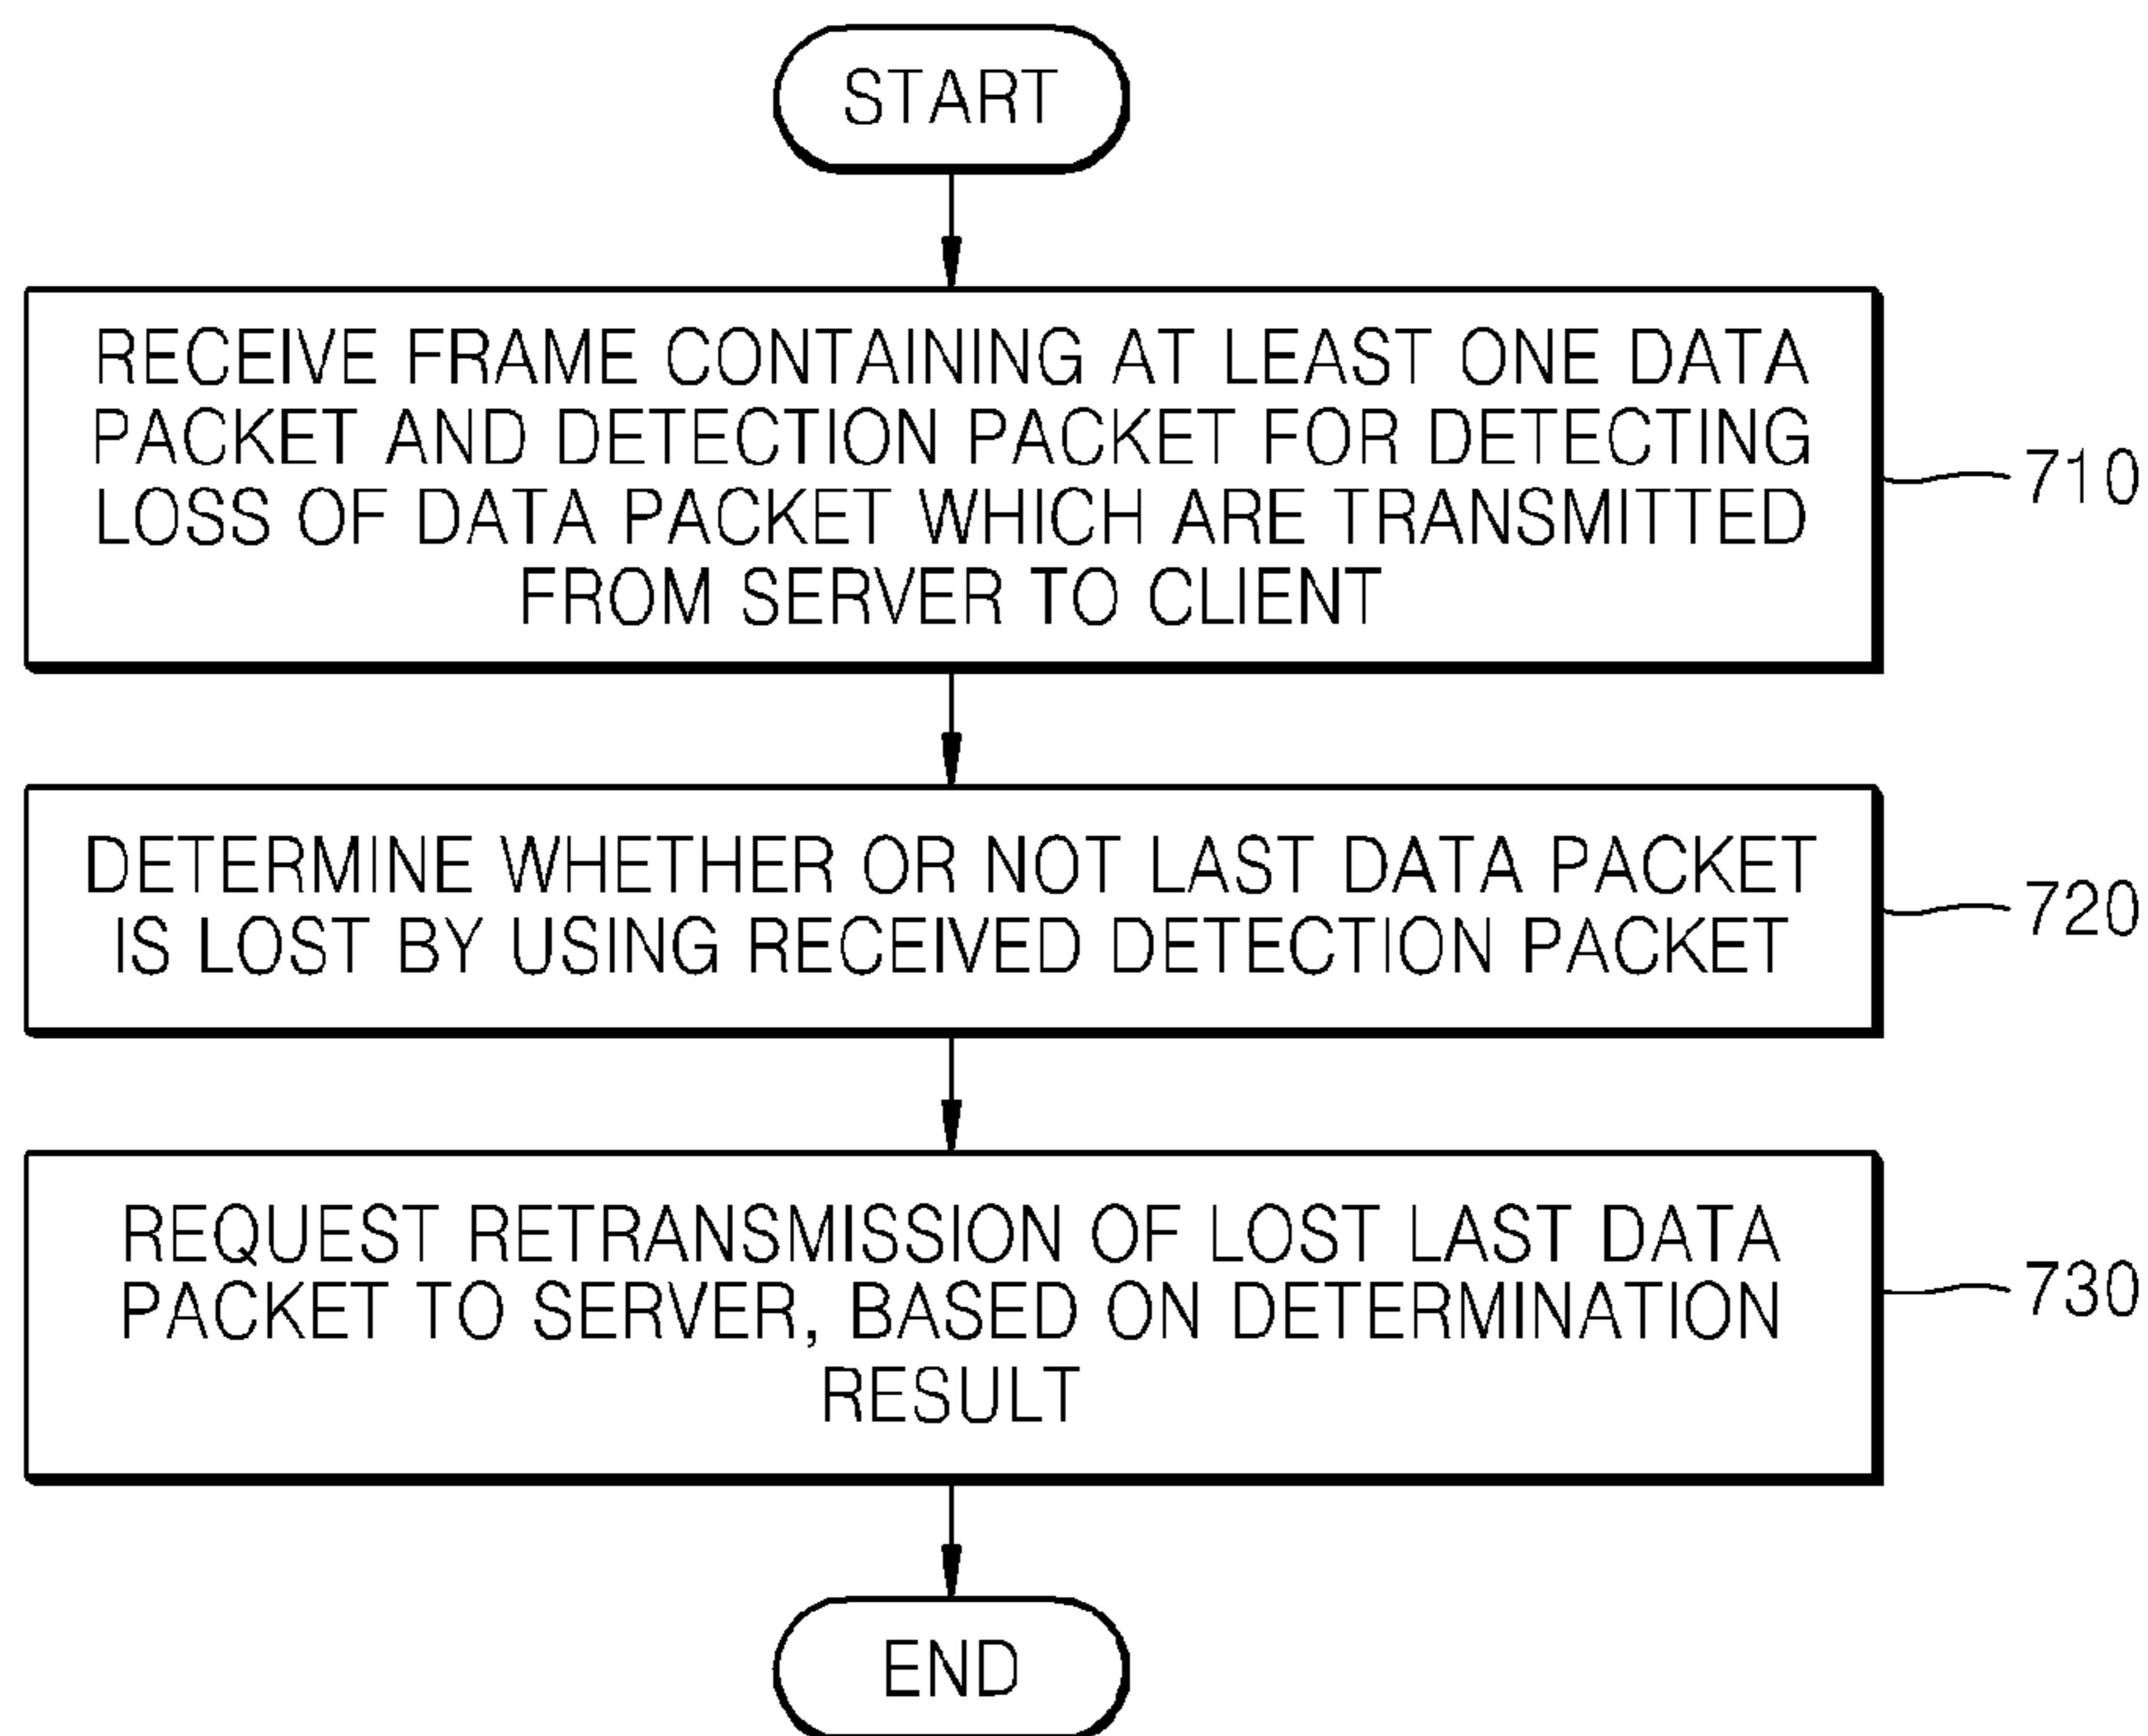 START
RECEIVE FRAME CONTAINING AT LEAST ONE DATA
PACKET AND DETECTION PACKET FOR DETECTING
LOSS OF DATA PACKET WHICH ARE TRANSMITTED
FROM SERVER TO CLIENT
710
DETERMINE WHETHER OR NOT LAST DATA PACKET
IS LOST BY USING RECEIVED DETECTION PACKET
720
REQUEST RETRANSMISSION OF LOST LAST DATA
PACKET TO SERVER, BASED ON DETERMINATION
RESULT
730
END